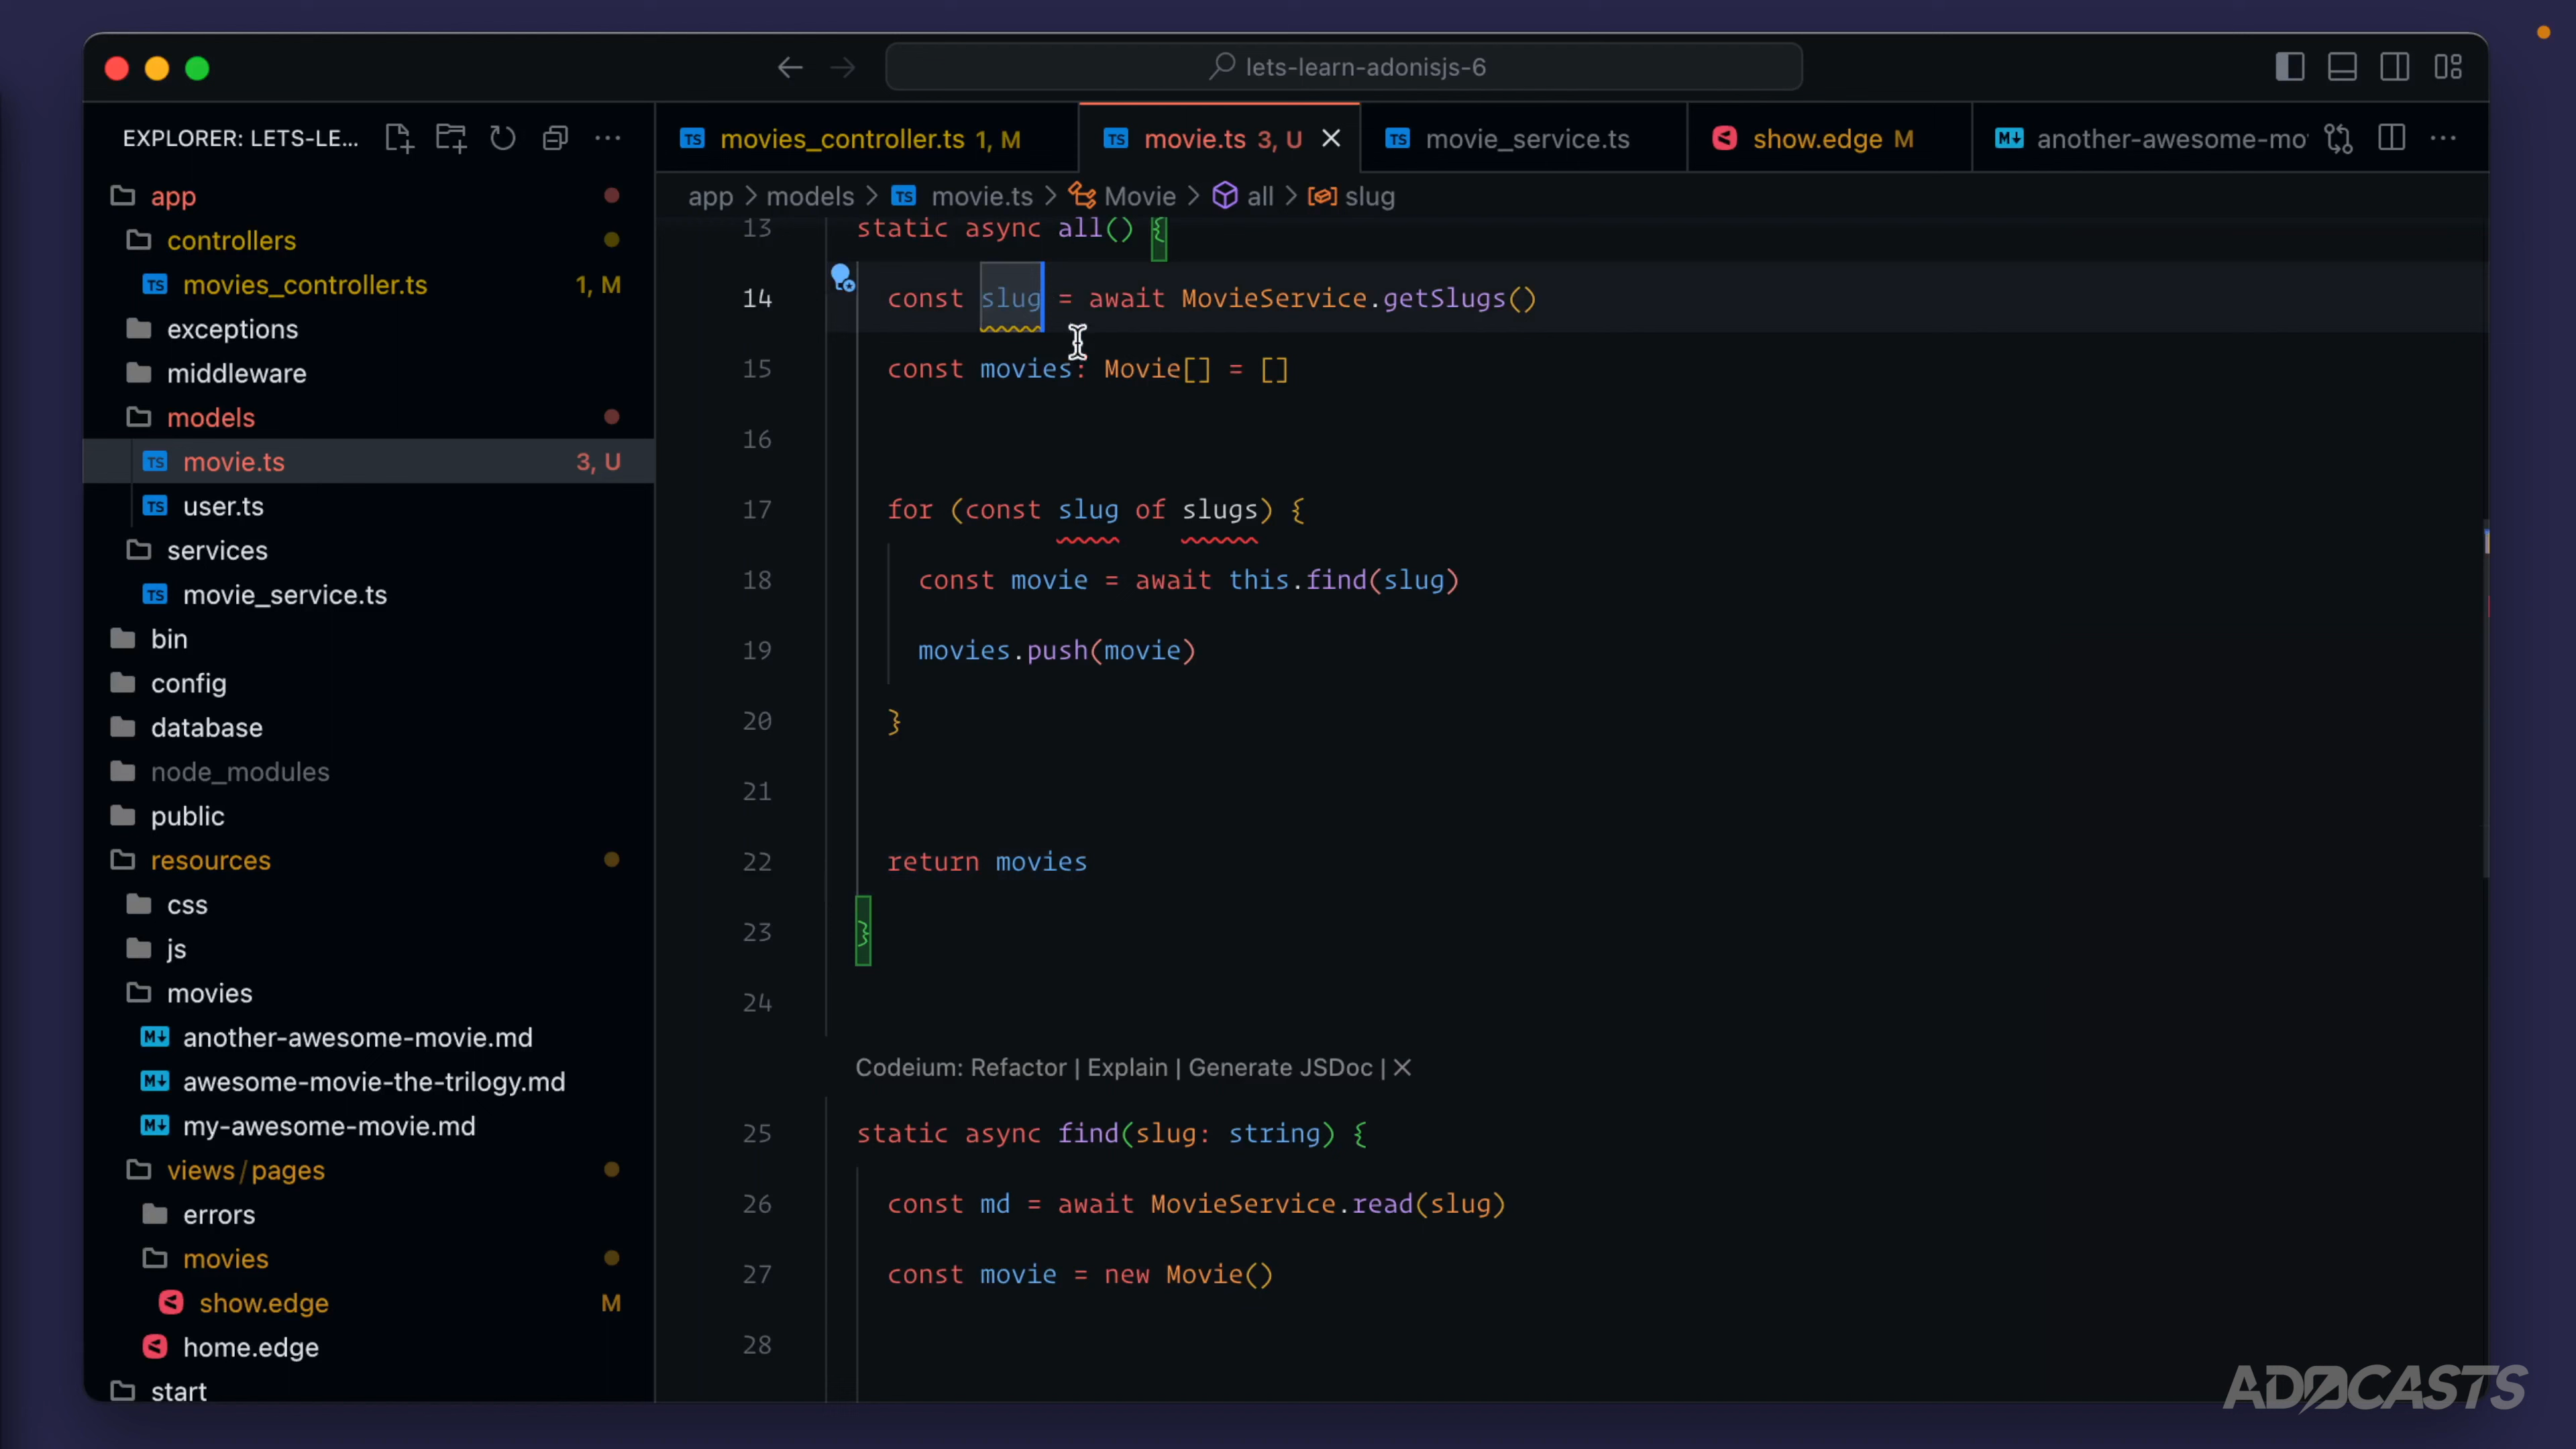 lets-learn-adonisjs-6
EXPLORER: LETS-LE...
movies_controller.ts 1, M
movie.ts 3, U
movie_service.ts
show.edge M
another-awesome-mo
app > models > movie.ts > Movie > all > slug
app
controllers
movies_controller.ts 1, M
exceptions
middleware
models
movie.ts 3, U
user.ts
services
movie_service.ts
bin
config
database
node_modules
public
resources
css
js
movies
another-awesome-movie.md
awesome-movie-the-trilogy.md
my-awesome-movie.md
views/pages
errors
movies
show.edge M
home.edge
start
13 static async all() {
14 const slug = await MovieService.getSlugs()
15 const movies: Movie[] = []
16
17 for (const slug of slugs) {
18 const movie = await this.find(slug)
19 movies.push(movie)
20 }
21
22 return movies
23 }
24
Codeium: Refactor | Explain | Generate JSDoc | ×
25 static async find(slug: string) {
26 const md = await MovieService.read(slug)
27 const movie = new Movie()
28
ADOCASTS